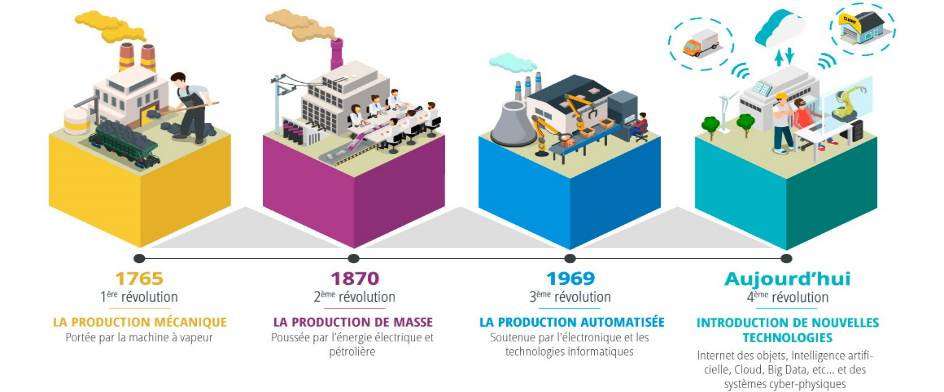 1765
1ère révolution
LA PRODUCTION MÉCANIQUE
Portée par la machine à vapeur
1870
2ème révolution
LA PRODUCTION DE MASSE
Poussée par l’énergie électrique et
pétrolière
1969
3ème révolution
LA PRODUCTION AUTOMATISÉE
Soutenue par l’électronique et les
technologies informatiques
Aujourd’hui
4ème révolution
INTRODUCTION DE NOUVELLES
TECHNOLOGIES
Internet des objets, Intelligence artifi-
cielle, Cloud, Big Data, etc... et des
systèmes cyber-physiques